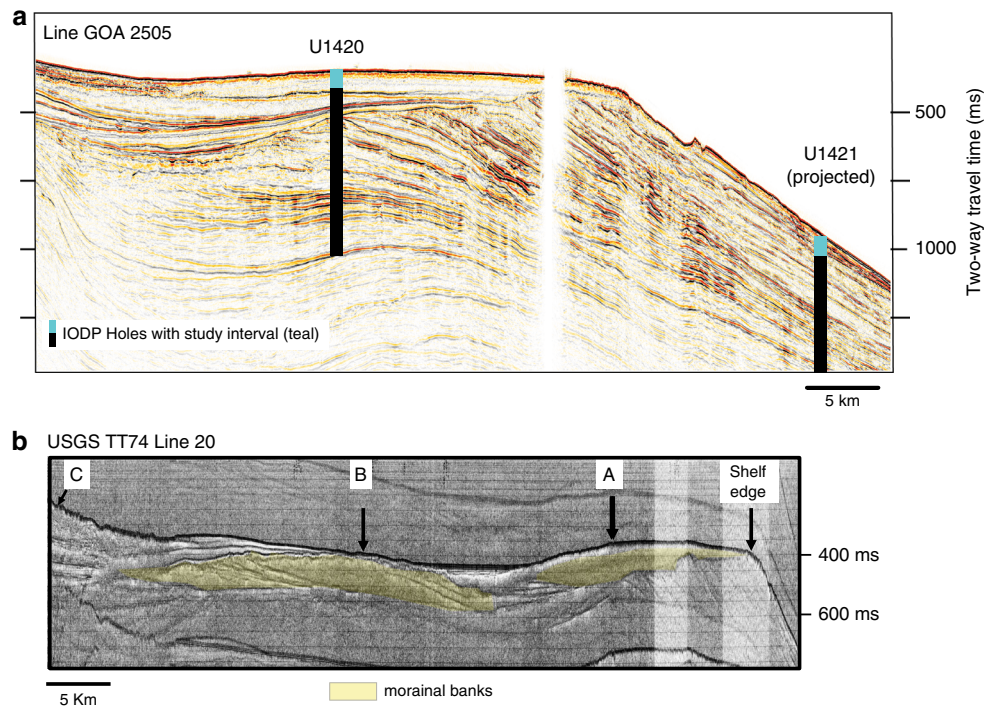 a
Line GOA 2505
U1420
500
U1421
(projected)
1000
Two-way travel time (ms)
IODP Holes with study interval (teal)
5 km
b
USGS TT74 Line 20
C
B
A
Shelf
edge
400 ms
600 ms
5 Km
morainal banks